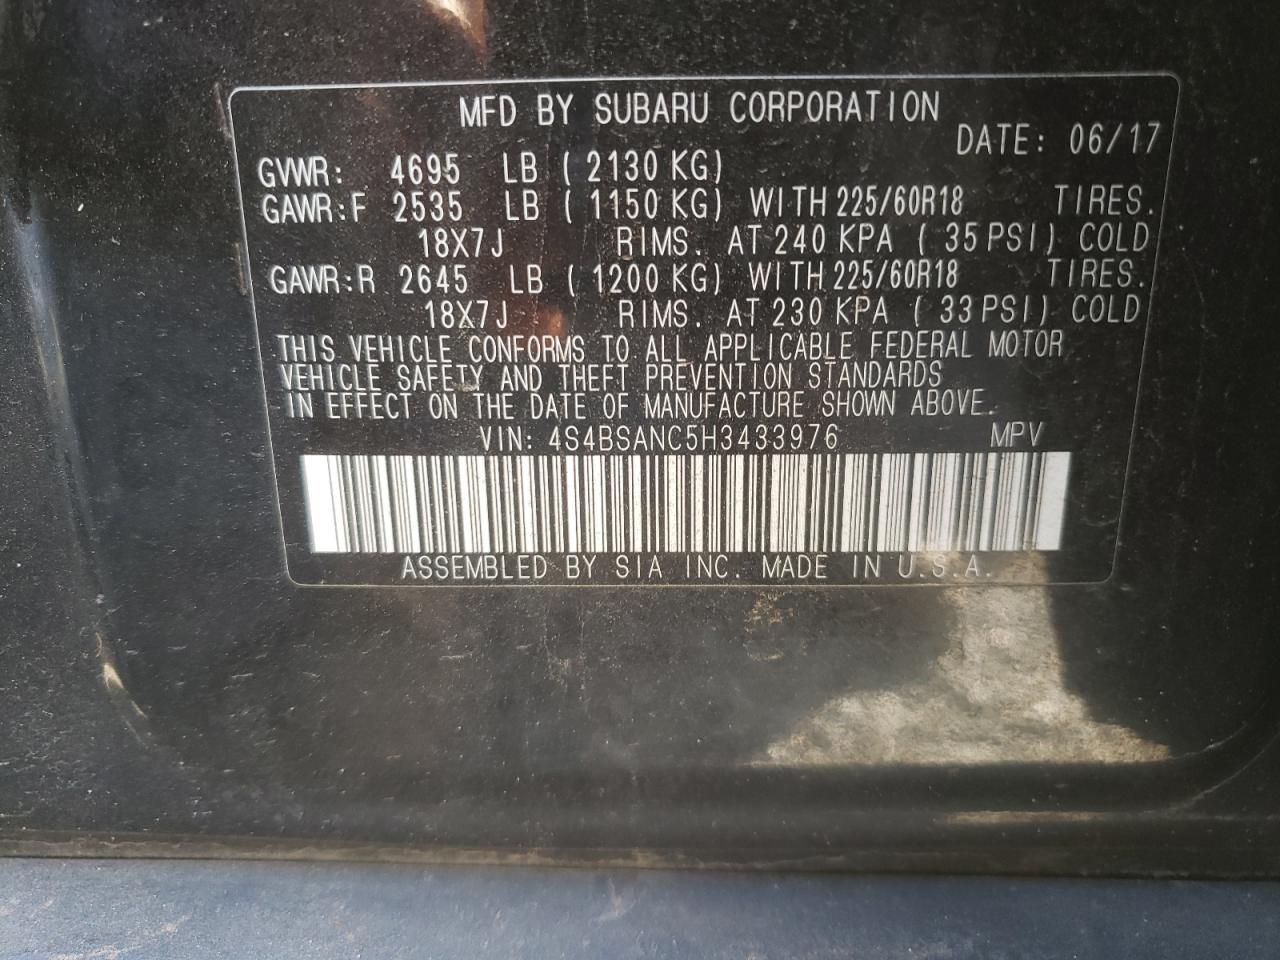 MFD BY SUBARU CORPORATION
DATE: 06/17
GVWR: 4695 LB ( 2130 KG)
GAWR:F 2535 LB ( 1150 KG) WITH 225/60R18 TIRES.
18X7J RIMS. AT 240 KPA ( 35 PSI) COLD
GAWR:R 2645 LB ( 1200 KG) WITH 225/60R18 TIRES.
18X7J RIMS. AT 230 KPA ( 33 PSI) COLD
THIS VEHICLE CONFORMS TO ALL APPLICABLE FEDERAL MOTOR
VEHICLE SAFETY AND THEFT PREVENTION STANDARDS
IN EFFECT ON THE DATE OF MANUFACTURE SHOWN ABOVE.
VIN: 4S4BSANC5H3433976 MPV
ASSEMBLED BY SIA INC. MADE IN U.S.A.